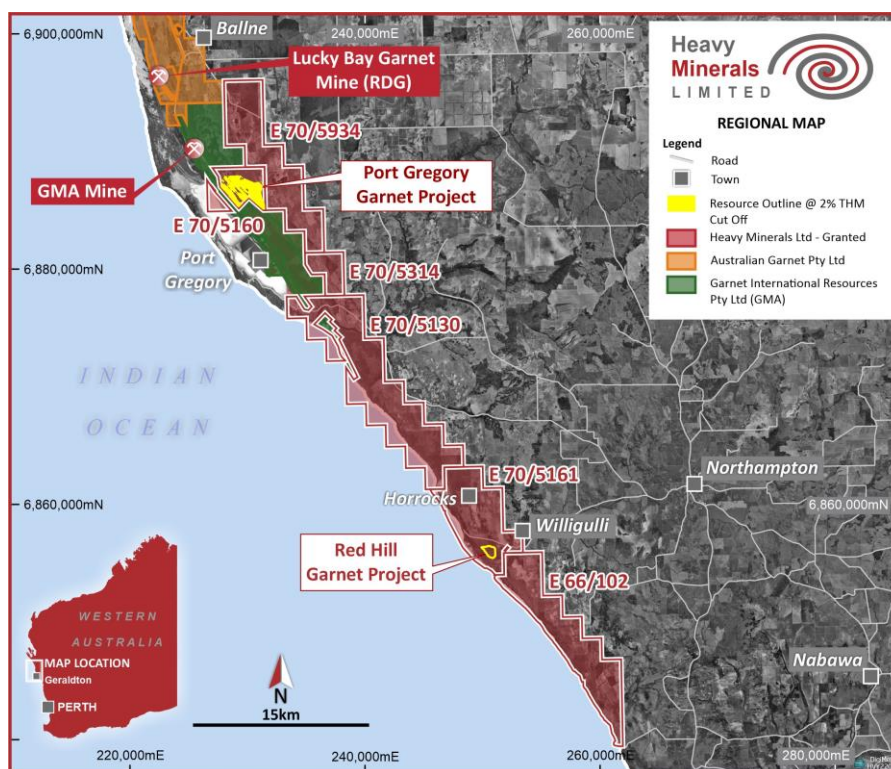 6,900,000mN
Ballne
240,000mE
260,000mE
Lucky Bay Garnet
Mine (RDG)
GMA Mine
E 70/5934
Port Gregory
Garnet Project
E 70/5160
Port
Gregory
6,880,000mN
E 70/5314
E 70/5130
INDIAN
OCEAN
E 70/5161
Horrocks
Northampton
6,860,000mN
6,860,000mN
Willigulli
Red Hill
Garnet Project
E 66/102
Nabawa
Heavy
Minerals
LIMITED
REGIONAL MAP
Legend
Road
Town
Resource Outline @ 2% THM
Cut Off
Heavy Minerals Ltd - Granted
Australian Garnet Pty Ltd
Garnet International Resources
Pty Ltd (GMA)
WESTERN
AUSTRALIA
MAP LOCATION
Geraldton
PERTH
N
15km
220,000mE
240,000mE
260,000mE
280,000mE